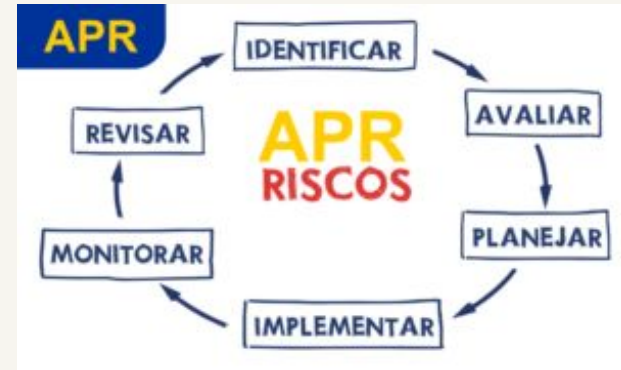 APR
IDENTIFICAR
AVALIAR
PLANEJAR
IMPLEMENTAR
MONITORAR
REVISAR
APR
RISCOS